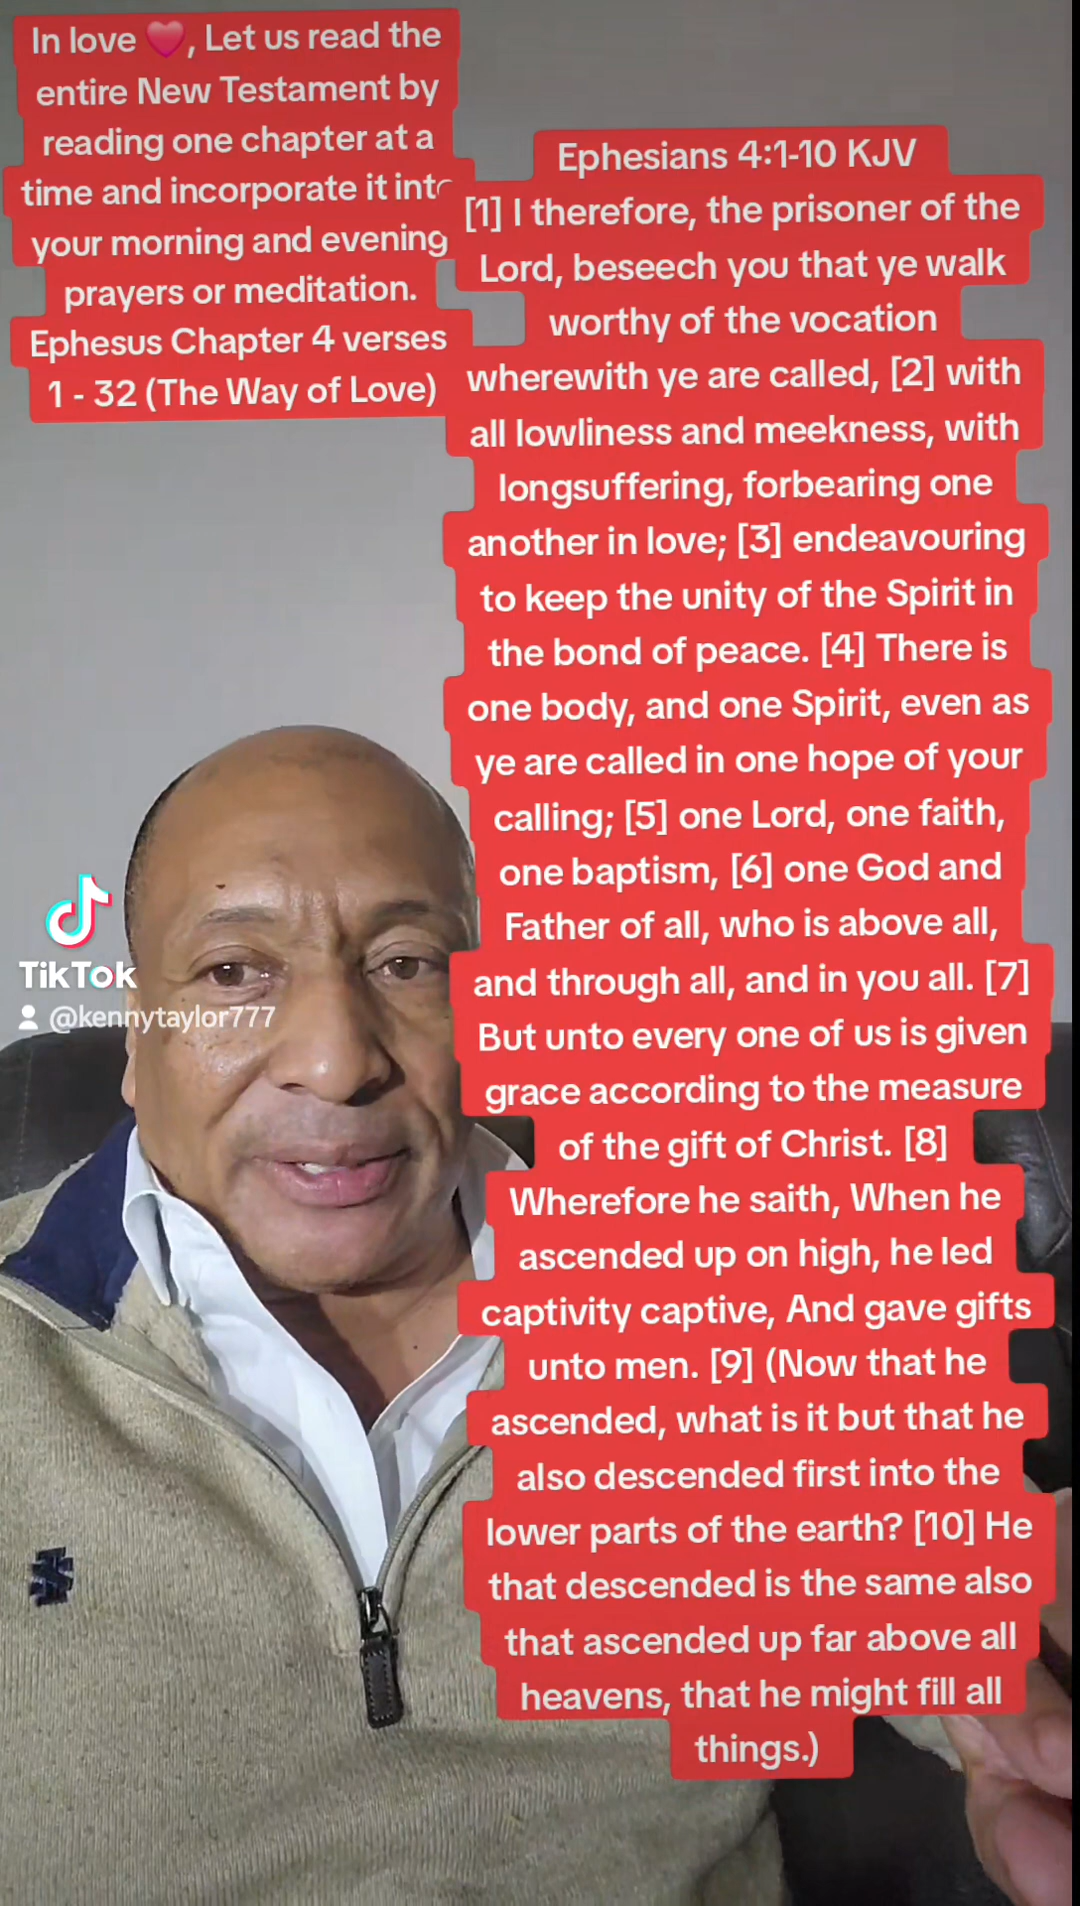 In love ❤️, Let us read the
entire New Testament by
reading one chapter at a
time and incorporate it into
your morning and evening
prayers or meditation.
Ephesus Chapter 4 verses
1 - 32 (The Way of Love)
Ephesians 4:1-10 KJV
[1] I therefore, the prisoner of the
Lord, beseech you that ye walk
worthy of the vocation
wherewith ye are called, [2] with
all lowliness and meekness, with
longsuffering, forbearing one
another in love; [3] endeavouring
to keep the unity of the Spirit in
the bond of peace. [4] There is
one body, and one Spirit, even as
ye are called in one hope of your
calling; [5] one Lord, one faith,
one baptism, [6] one God and
Father of all, who is above all,
and through all, and in you all. [7]
But unto every one of us is given
grace according to the measure
of the gift of Christ. [8]
Wherefore he saith, When he
ascended up on high, he led
captivity captive, And gave gifts
unto men. [9] (Now that he
ascended, what is it but that he
also descended first into the
lower parts of the earth? [10] He
that descended is the same also
that ascended up far above all
heavens, that he might fill all
things.)
TikTok
@kennytaylor777